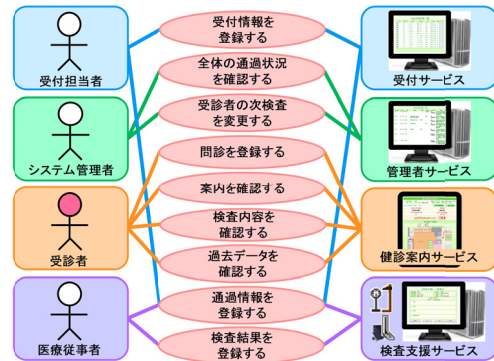 受付担当者
システム管理者
受診者
医療従事者
受付情報を
登録する
全体の通過状況
を確認する
受診者の次検査
を変更する
問診を登録する
案内を確認する
検査内容を
確認する
過去データを
確認する
通過情報を
登録する
検査結果を
登録する
受付サービス
管理者サービス
健診案内サービス
検査支援サービス